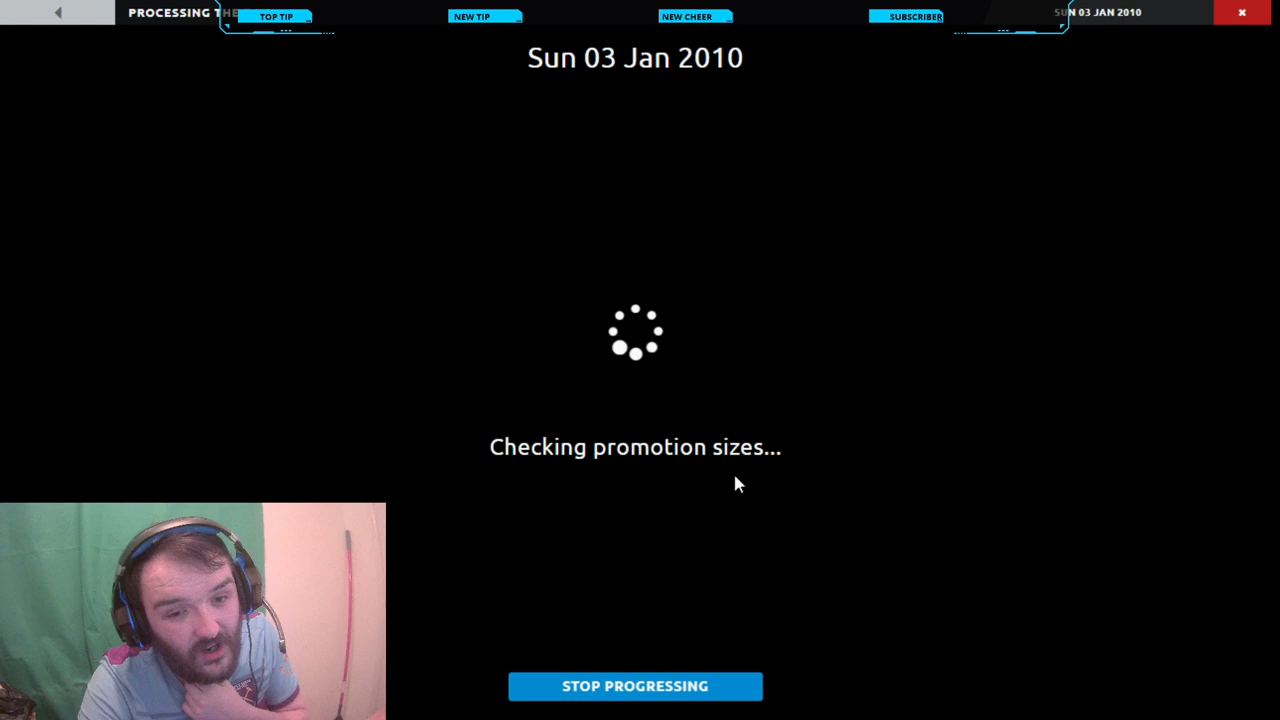 PROCESSING THE
TOP TIP
NEW TIP
NEW CHEER
SUBSCRIBER
SUN 03 JAN 2010
Sun 03 Jan 2010
Checking promotion sizes...
STOP PROGRESSING